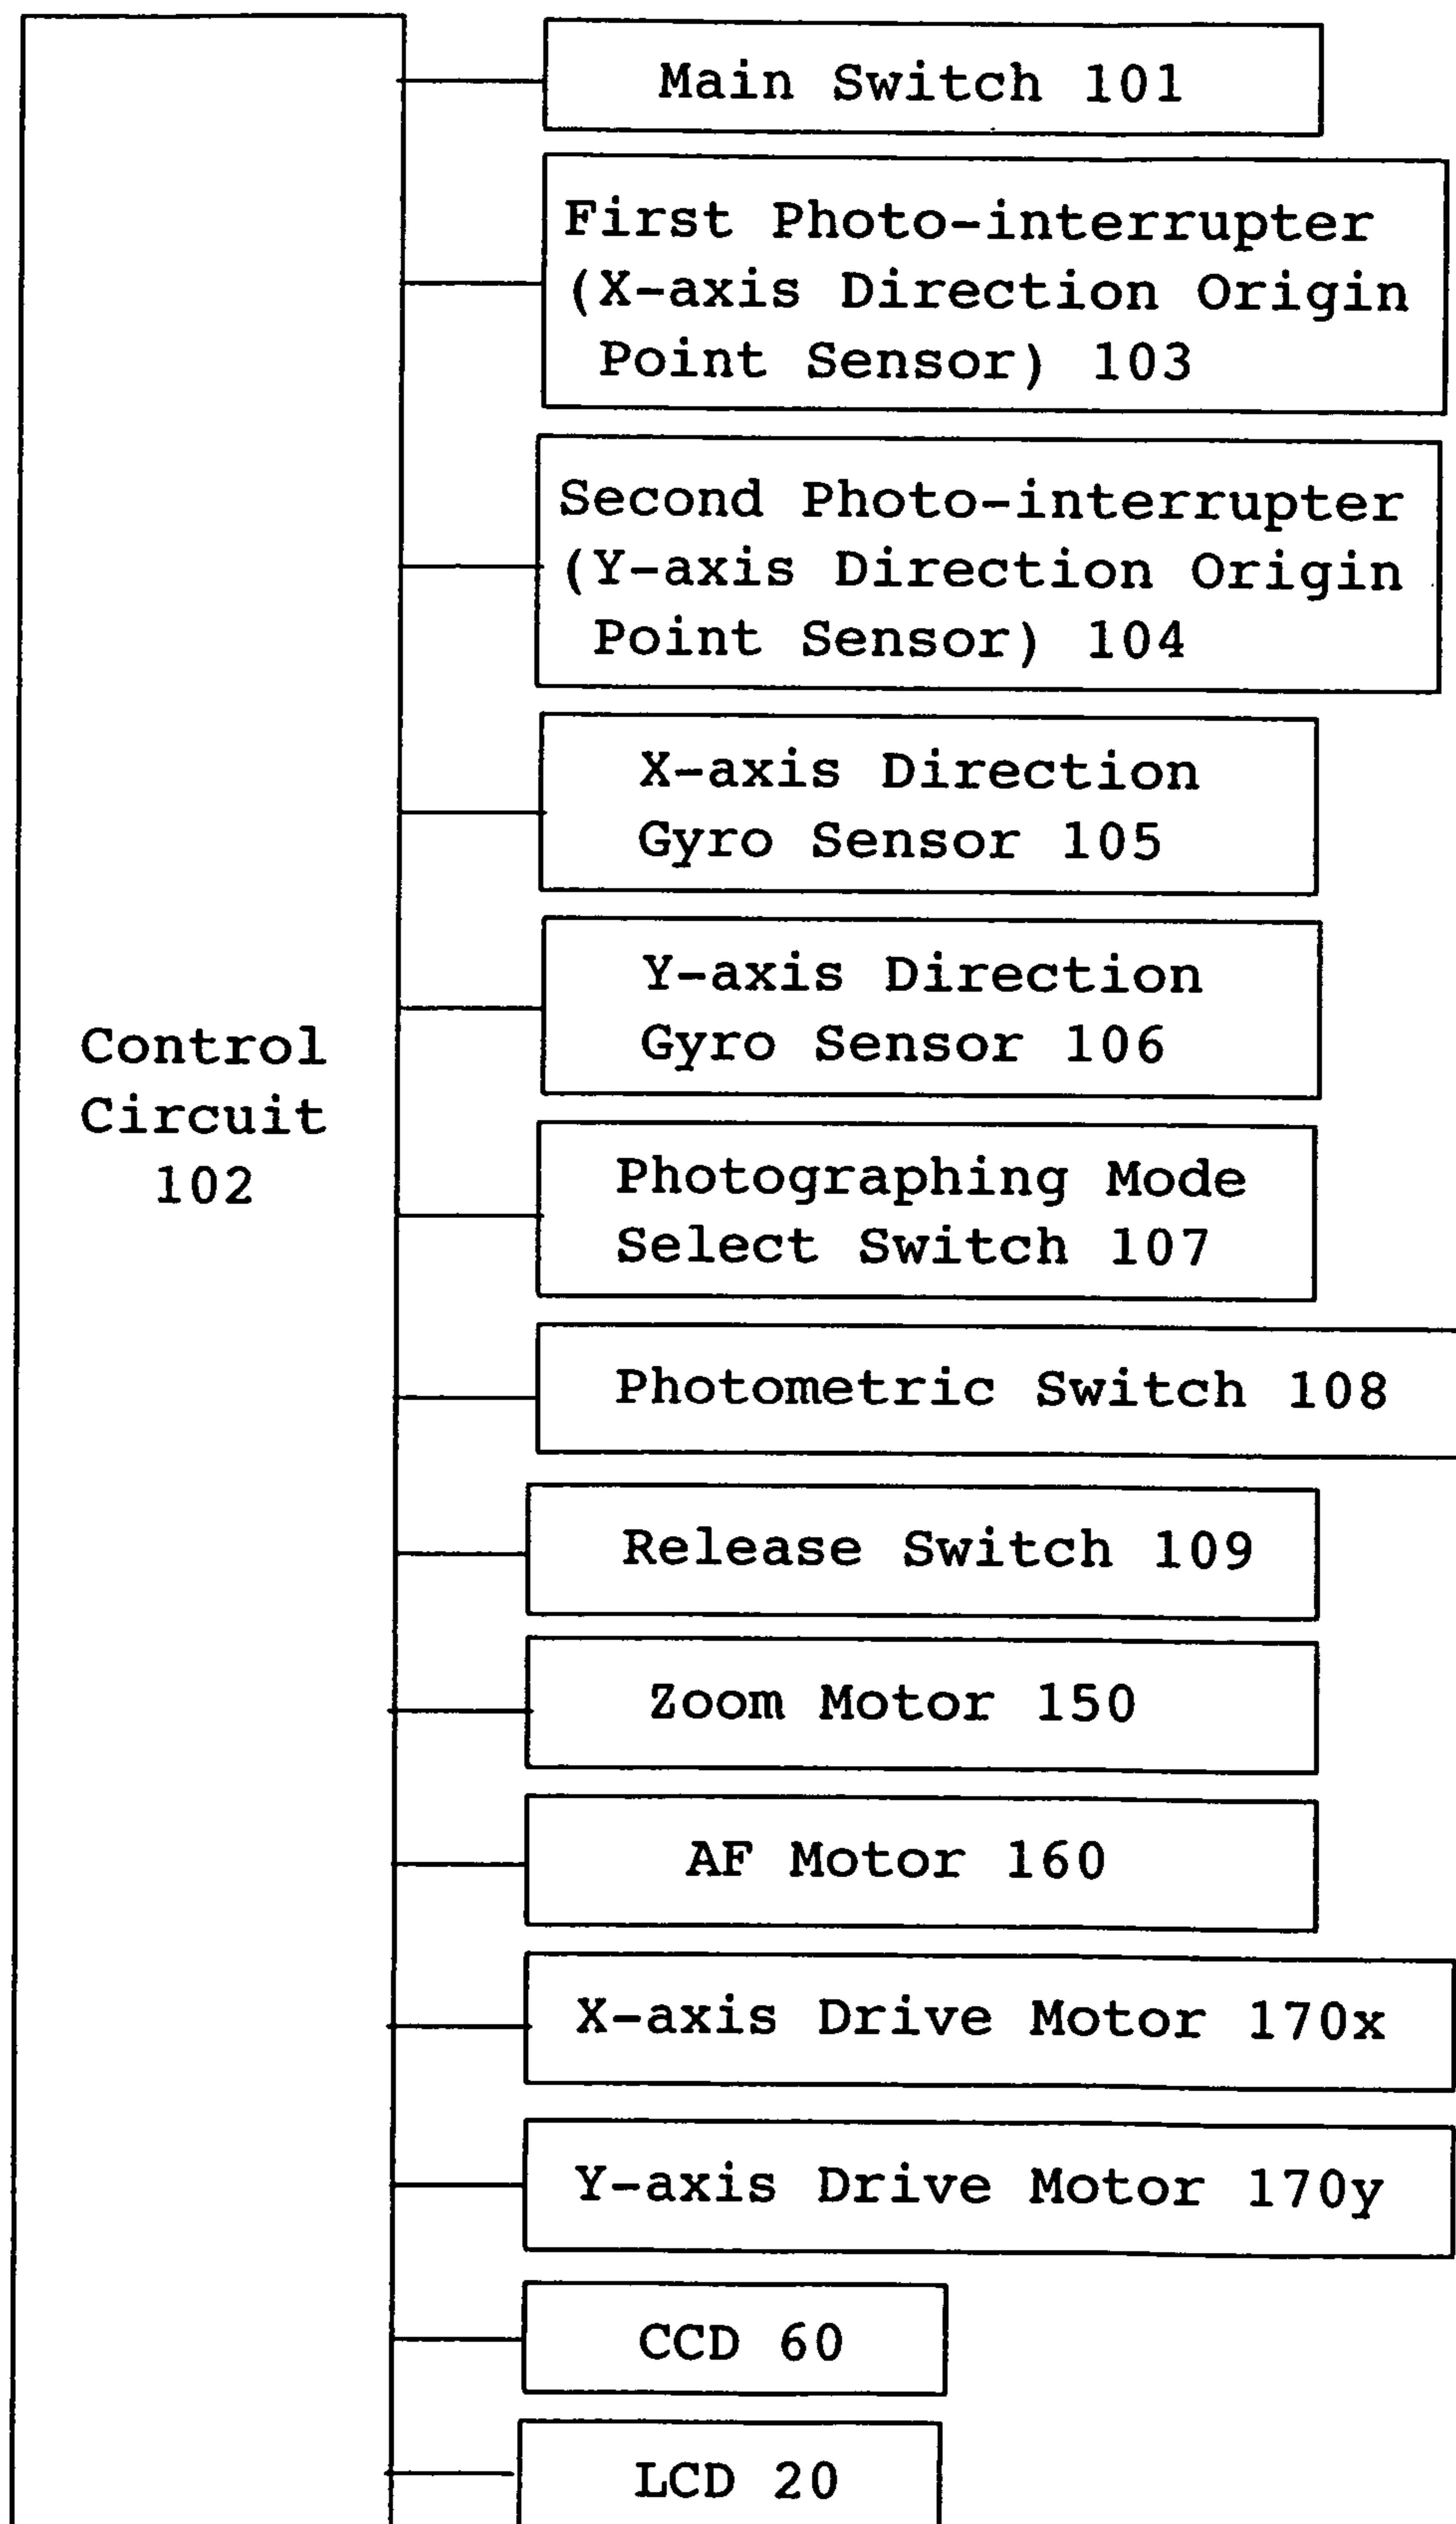 Main Switch 101
First Photo-interrupter
(X-axis Direction Origin
Point Sensor) 103
Second Photo-interrupter
(Y-axis Direction Origin
Point Sensor) 104
X-axis Direction
Gyro Sensor 105
Y-axis Direction
Gyro Sensor 106
Control
Circuit
102
Photographing Mode
Select Switch 107
Photometric Switch 108
Release Switch 109
Zoom Motor 150
AF Motor 160
X-axis Drive Motor 170x
Y-axis Drive Motor 170y
CCD 60
LCD 20